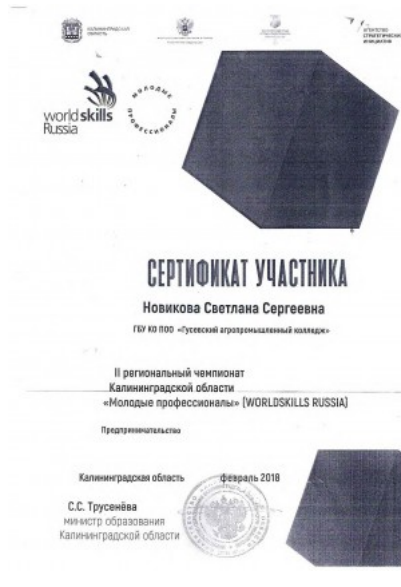 КАЛИНИНГРАДСКАЯ
ОБЛАСТЬ
АГЕНТСТВО
СТРАТЕГИЧЕСКИХ
ИНИЦИАТИВ
worldskills
Russia
МОЛОДЫЕ
ПРОФЕССИОНАЛЫ
СЕРТИФИКАТ УЧАСТНИКА
Новикова Светлана Сергеевна
ГБУ КО ПОО «Гусевский агропромышленный колледж»
II региональный чемпионат
Калининградской области
«Молодые профессионалы» (WORLDSKILLS RUSSIA)
Предпринимательство
Калининградская область февраль 2018
С.С. Трусенёва
министр образования
Калининградской области